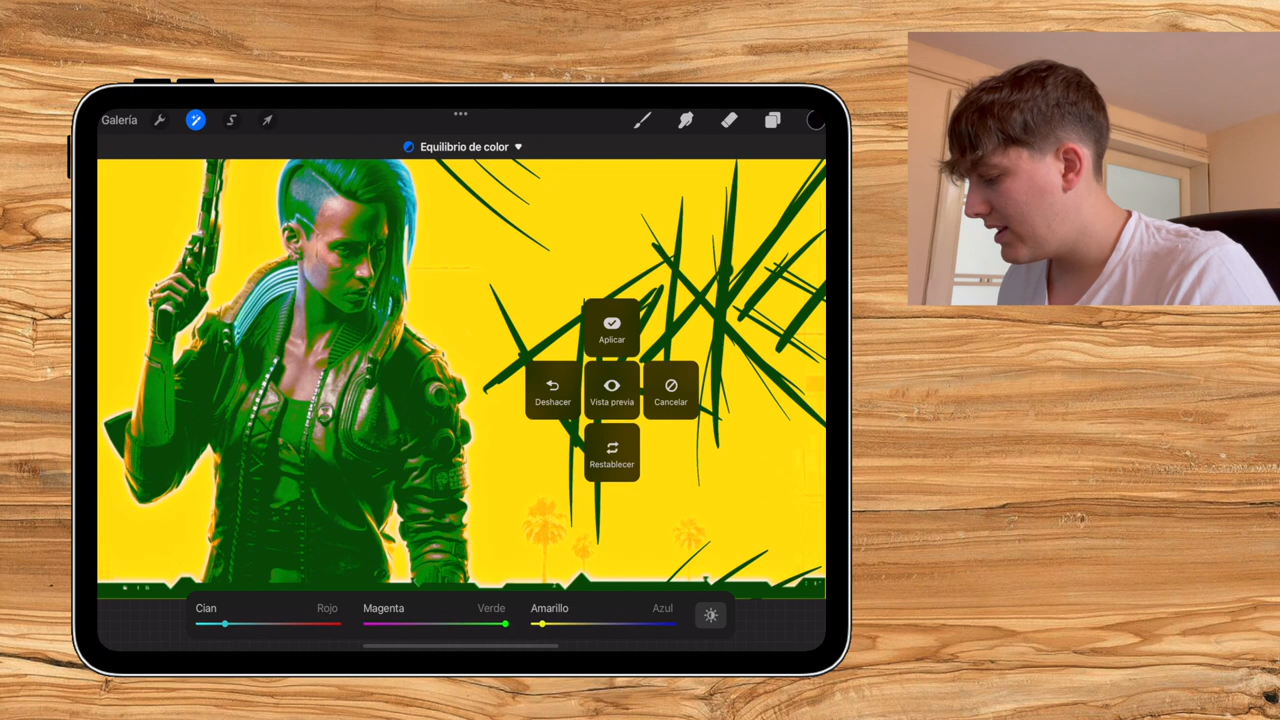 Galería
Equilibrio de color
Aplicar
Deshacer
Vista previa
Cancelar
Restablecer
Cian Rojo Magenta Verde Amarillo Azul